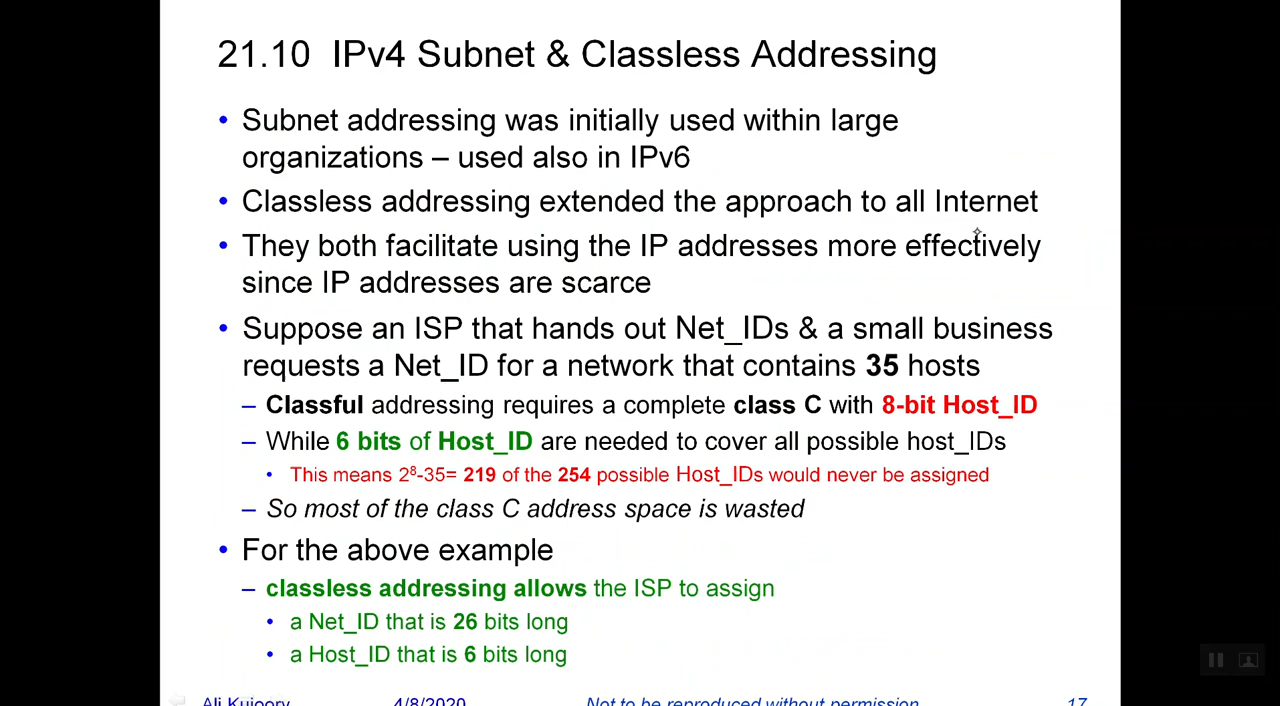 21.10 IPv4 Subnet & Classless Addressing
• Subnet addressing was initially used within large
organizations – used also in IPv6
• Classless addressing extended the approach to all Internet
• They both facilitate using the IP addresses more effectively
since IP addresses are scarce
• Suppose an ISP that hands out Net_IDs & a small business
requests a Net_ID for a network that contains 35 hosts
– Classful addressing requires a complete class C with 8-bit Host_ID
– While 6 bits of Host_ID are needed to cover all possible host_IDs
• This means 2⁸-35= 219 of the 254 possible Host_IDs would never be assigned
– So most of the class C address space is wasted
• For the above example
– classless addressing allows the ISP to assign
• a Net_ID that is 26 bits long
• a Host_ID that is 6 bits long
Ali Kujoory 4/8/2020 Not to be reproduced without permission 17